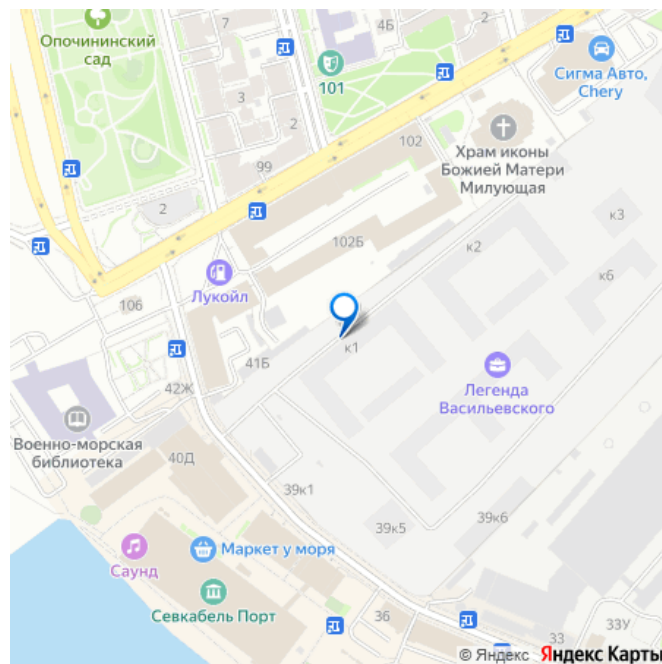 7
4Б
Опочининский
сад
101
Сигма Авто,
Chery
3
2
102
99
Храм иконы
Божией Матери
Милующая
2
к3
102Б
к2
Лукойл
к6
106
к1
41Б
Легенда
Васильевского
42Ж
Военно-морская
библиотека
40Д
39к1
39к5
39к6
Маркет у моря
Саунд
Севкабель Порт
36
33
33У
© Яндекс Яндекс Карты